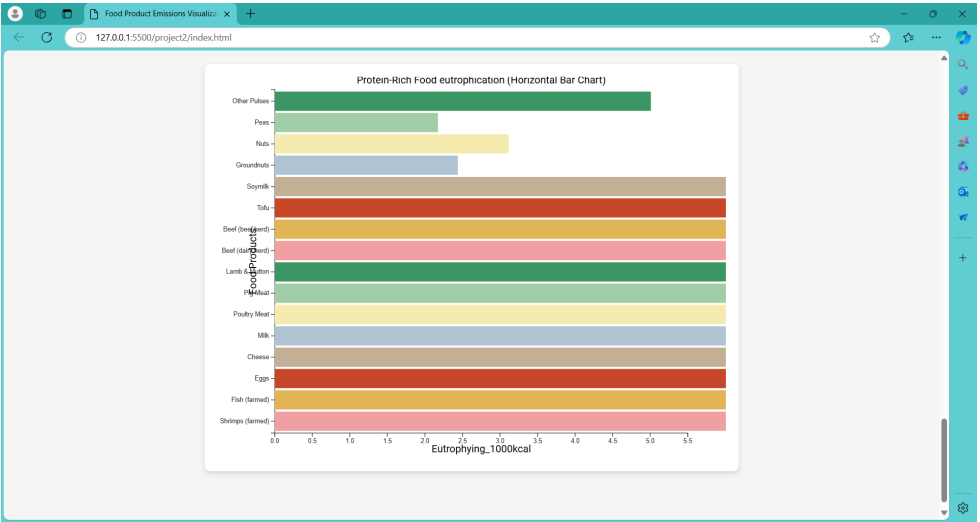 Food Product Emissions Visualiza
127.0.0.1:5500/project2/index.html
Protein-Rich Food eutrophication (Horizontal Bar Chart)
Other Pulses
Peas
Nuts
Groundnuts
Soymilk
Tofu
Beef (beef herd)
Beef (dairy herd)
Lamb & Mutton
Pig Meat
Poultry Meat
Milk
Cheese
Eggs
Fish (farmed)
Shrimps (farmed)
Food Products
0.0 0.5 1.0 1.5 2.0 2.5 3.0 3.5 4.0 4.5 5.0 5.5
Eutrophying_1000kcal